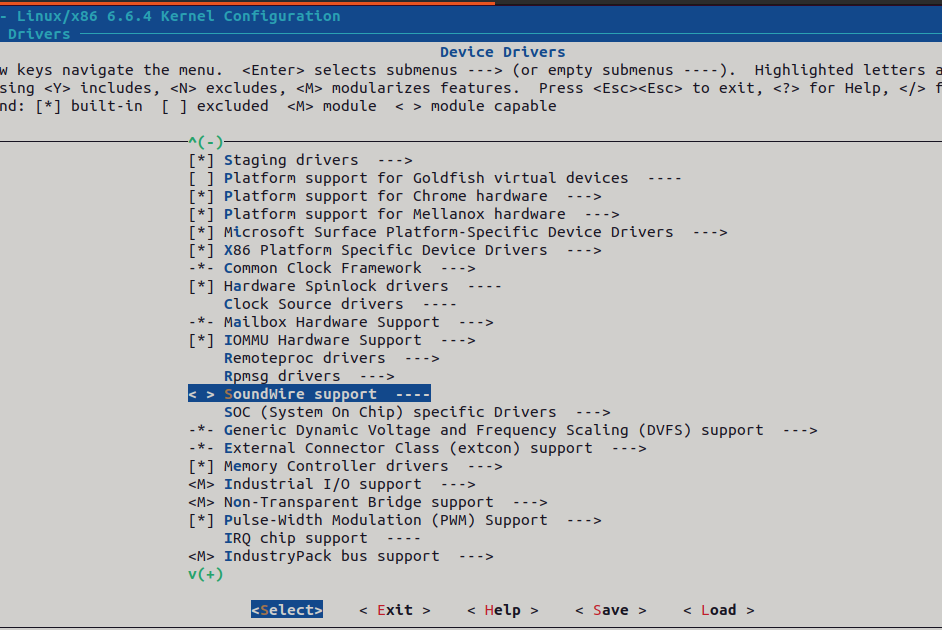 - Linux/x86 6.6.4 Kernel Configuration
Drivers
Device Drivers
w keys navigate the menu.  <Enter> selects submenus ---> (or empty submenus ----).  Highlighted letters a
sing <Y> includes, <N> excludes, <M> modularizes features.  Press <Esc><Esc> to exit, <?> for Help, </> f
nd: [*] built-in  [ ] excluded  <M> module  < > module capable
^(-)
[*] Staging drivers  --->
[ ] Platform support for Goldfish virtual devices  ----
[*] Platform support for Chrome hardware  --->
[*] Platform support for Mellanox hardware  --->
[*] Microsoft Surface Platform-Specific Device Drivers  --->
[*] X86 Platform Specific Device Drivers  --->
-*- Common Clock Framework  --->
[*] Hardware Spinlock drivers  ----
Clock Source drivers  ----
-*- Mailbox Hardware Support  --->
[*] IOMMU Hardware Support  --->
Remoteproc drivers  --->
Rpmsg drivers  --->
< > SoundWire support  ----
SOC (System On Chip) specific Drivers  --->
-*- Generic Dynamic Voltage and Frequency Scaling (DVFS) support  --->
-*- External Connector Class (extcon) support  --->
[*] Memory Controller drivers  --->
<M> Industrial I/O support  --->
<M> Non-Transparent Bridge support  --->
[*] Pulse-Width Modulation (PWM) Support  --->
IRQ chip support  ----
<M> IndustryPack bus support  --->
v(+)
<Select>    < Exit >    < Help >    < Save >    < Load >